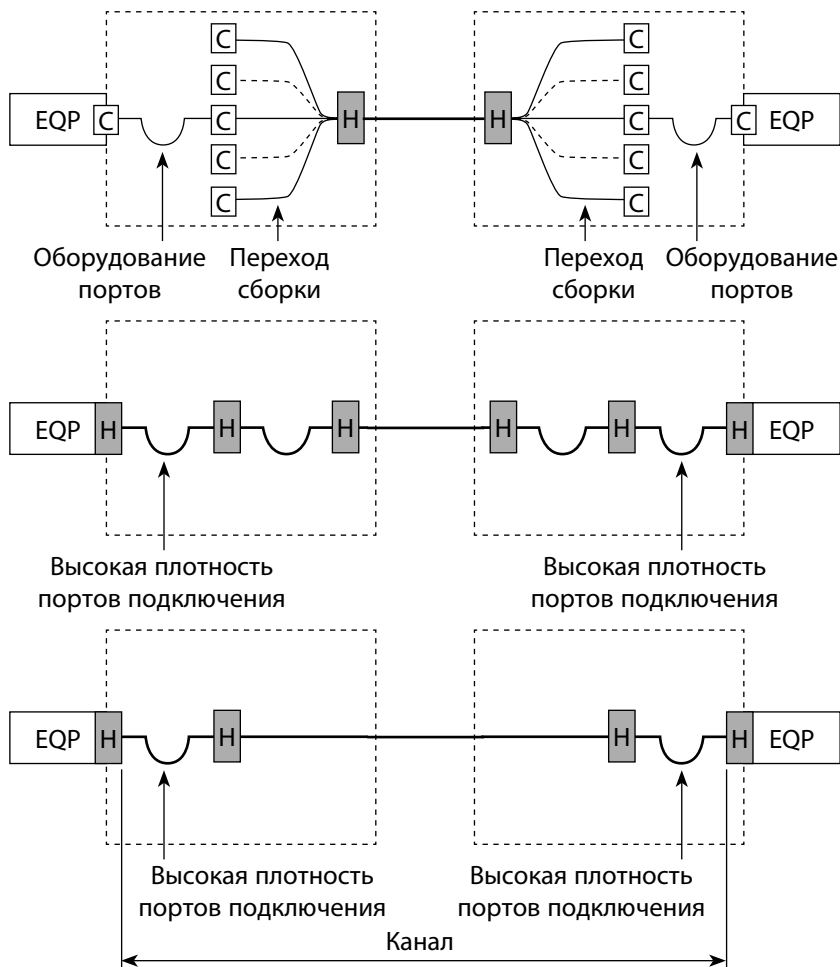 C C
C C
EQP C C H H C C EQP
C C
C C
Оборудование Переход Переход Оборудование
портов сборки сборки портов
EQP H H H H H H EQP
Высокая плотность Высокая плотность
портов подключения портов подключения
EQP H H H H EQP
Высокая плотность Высокая плотность
портов подключения портов подключения
Канал